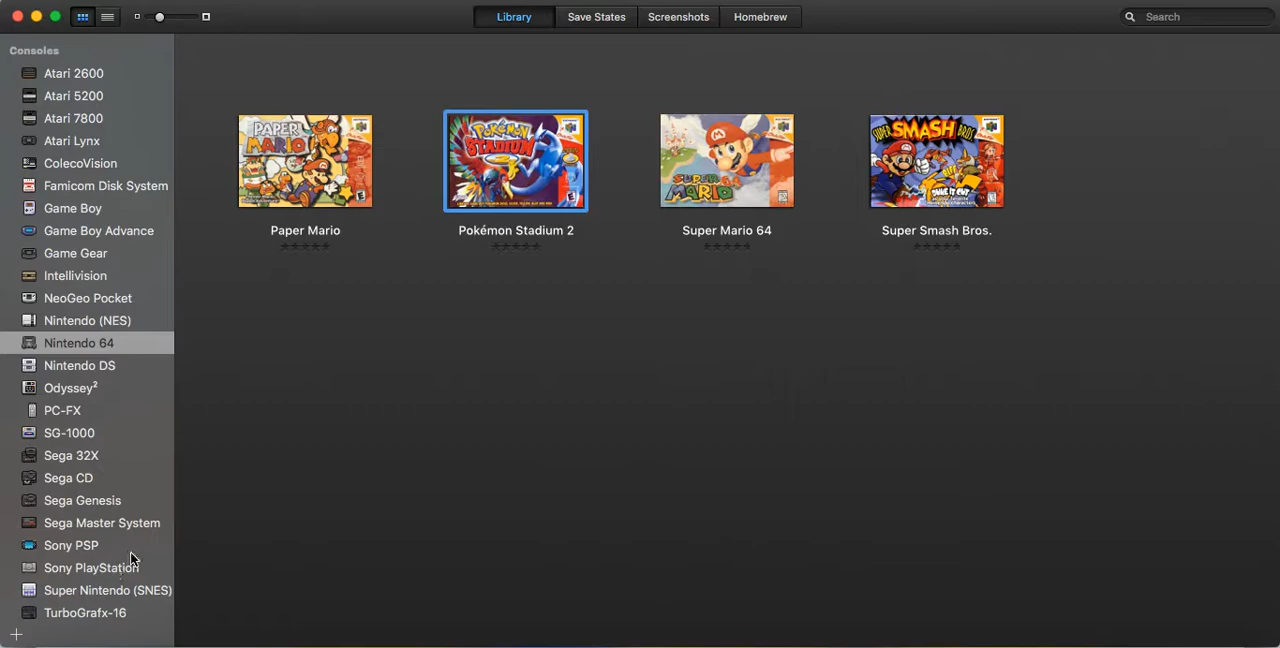 Library
Save States
Screenshots
Homebrew
Search
Consoles
Atari 2600
Atari 5200
Atari 7800
Atari Lynx
ColecoVision
Famicom Disk System
Game Boy
Game Boy Advance
Game Gear
Intellivision
NeoGeo Pocket
Nintendo (NES)
Nintendo 64
Nintendo DS
Odyssey²
PC-FX
SG-1000
Sega 32X
Sega CD
Sega Genesis
Sega Master System
Sony PSP
Sony PlayStation
Super Nintendo (SNES)
TurboGrafx-16
PAPER
MARIO
POKéMON
STADIUM
2
SUPER
MARIO
SUPER
SMASH BROS.
Paper Mario
Pokémon Stadium 2
Super Mario 64
Super Smash Bros.